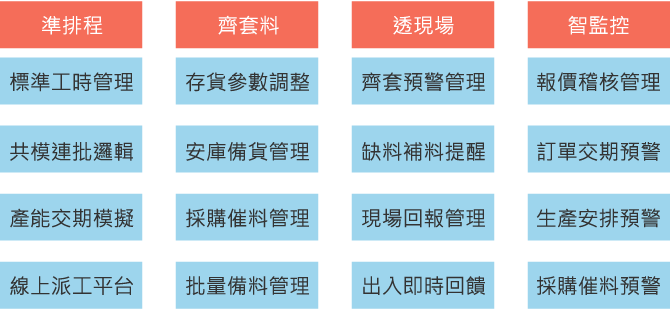 準排程
齊套料
透現場
智監控
標準工時管理
存貨參數調整
齊套預警管理
報價稽核管理
共模連批邏輯
安庫備貨管理
缺料補料提醒
訂單交期預警
產能交期模擬
採購催料管理
現場回報管理
生產安排預警
線上派工平台
批量備料管理
出入即時回饋
採購催料預警